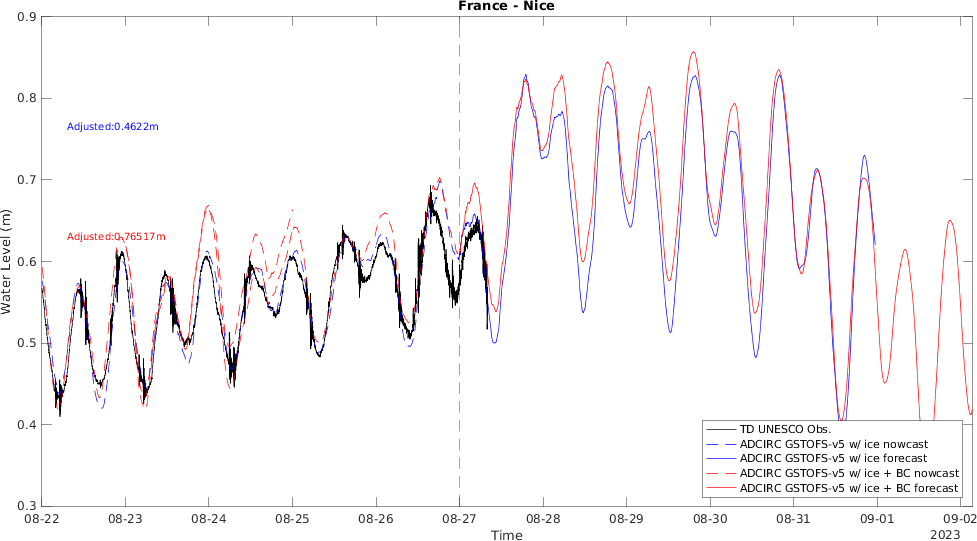 France - Nice
0.9
0.8
0.7
0.6
0.5
0.4
0.3
Water Level (m)
Adjusted:0.4622m
Adjusted:0.76517m
TD UNESCO Obs.
ADCIRC GSTOFS-v5 w/ ice nowcast
ADCIRC GSTOFS-v5 w/ ice forecast
ADCIRC GSTOFS-v5 w/ ice + BC nowcast
ADCIRC GSTOFS-v5 w/ ice + BC forecast
08-22 08-23 08-24 08-25 08-26 08-27 08-28 08-29 08-30 08-31 09-01 09-02
Time
2023